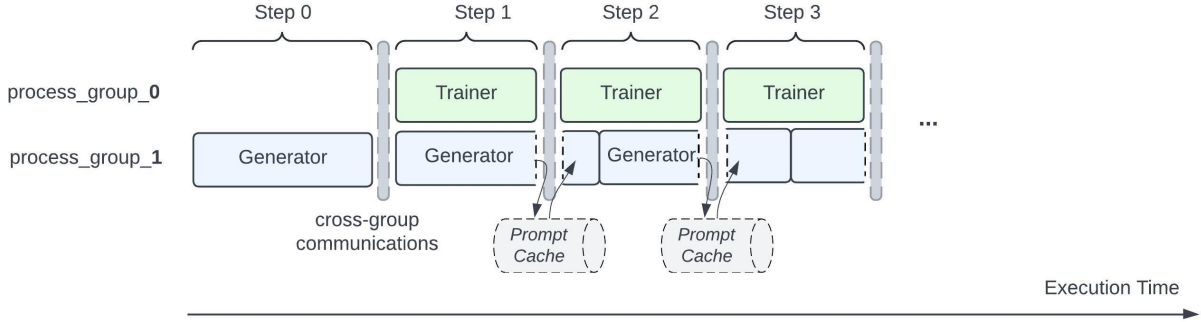 Step 0
Step 1
Step 2
Step 3
process_group_0
Trainer
Trainer
Trainer
...
process_group_1
Generator
Generator
Generator
cross-group
communications
Prompt
Cache
Prompt
Cache
Execution Time